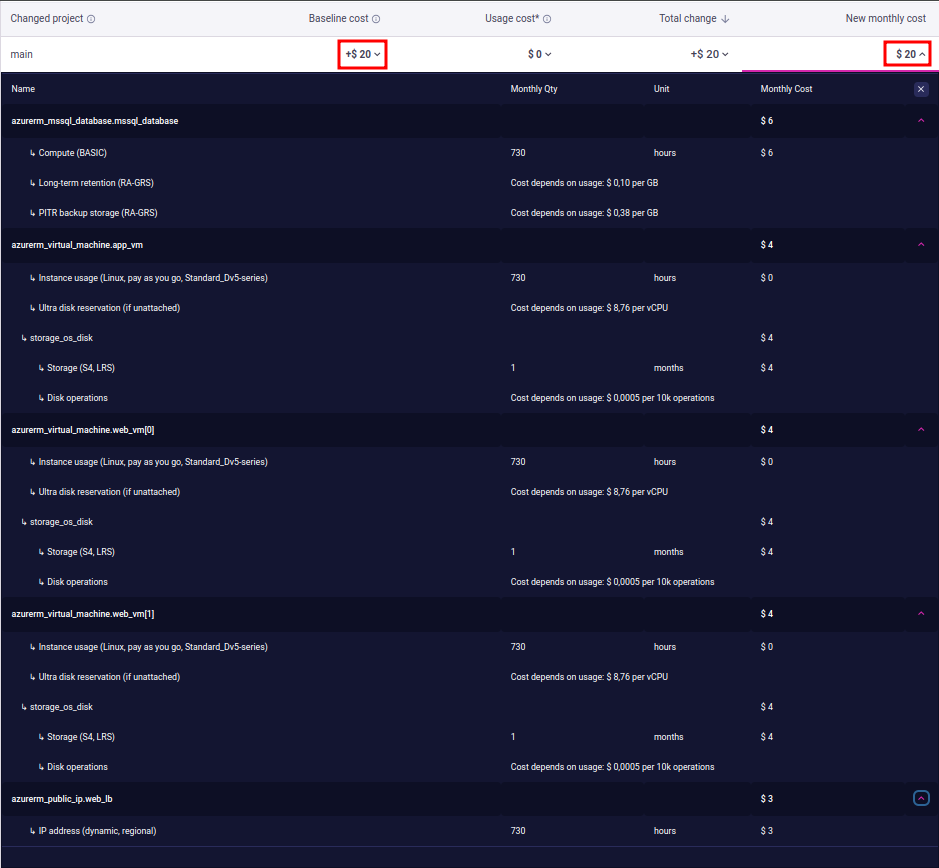 Changed project Baseline cost Usage cost* Total change ↓ New monthly cost
main +$ 20 $ 0 +$ 20 $ 20
Name Monthly Qty Unit Monthly Cost
azurerm_mssql_database.mssql_database $ 6
↳ Compute (BASIC) 730 hours $ 6
↳ Long-term retention (RA-GRS) Cost depends on usage: $ 0,10 per GB
↳ PITR backup storage (RA-GRS) Cost depends on usage: $ 0,38 per GB
azurerm_virtual_machine.app_vm $ 4
↳ Instance usage (Linux, pay as you go, Standard_Dv5-series) 730 hours $ 0
↳ Ultra disk reservation (if unattached) Cost depends on usage: $ 8,76 per vCPU
↳ storage_os_disk $ 4
↳ Storage (S4, LRS) 1 months $ 4
↳ Disk operations Cost depends on usage: $ 0,0005 per 10k operations
azurerm_virtual_machine.web_vm[0] $ 4
↳ Instance usage (Linux, pay as you go, Standard_Dv5-series) 730 hours $ 0
↳ Ultra disk reservation (if unattached) Cost depends on usage: $ 8,76 per vCPU
↳ storage_os_disk $ 4
↳ Storage (S4, LRS) 1 months $ 4
↳ Disk operations Cost depends on usage: $ 0,0005 per 10k operations
azurerm_virtual_machine.web_vm[1] $ 4
↳ Instance usage (Linux, pay as you go, Standard_Dv5-series) 730 hours $ 0
↳ Ultra disk reservation (if unattached) Cost depends on usage: $ 8,76 per vCPU
↳ storage_os_disk $ 4
↳ Storage (S4, LRS) 1 months $ 4
↳ Disk operations Cost depends on usage: $ 0,0005 per 10k operations
azurerm_public_ip.web_lb $ 3
↳ IP address (dynamic, regional) 730 hours $ 3